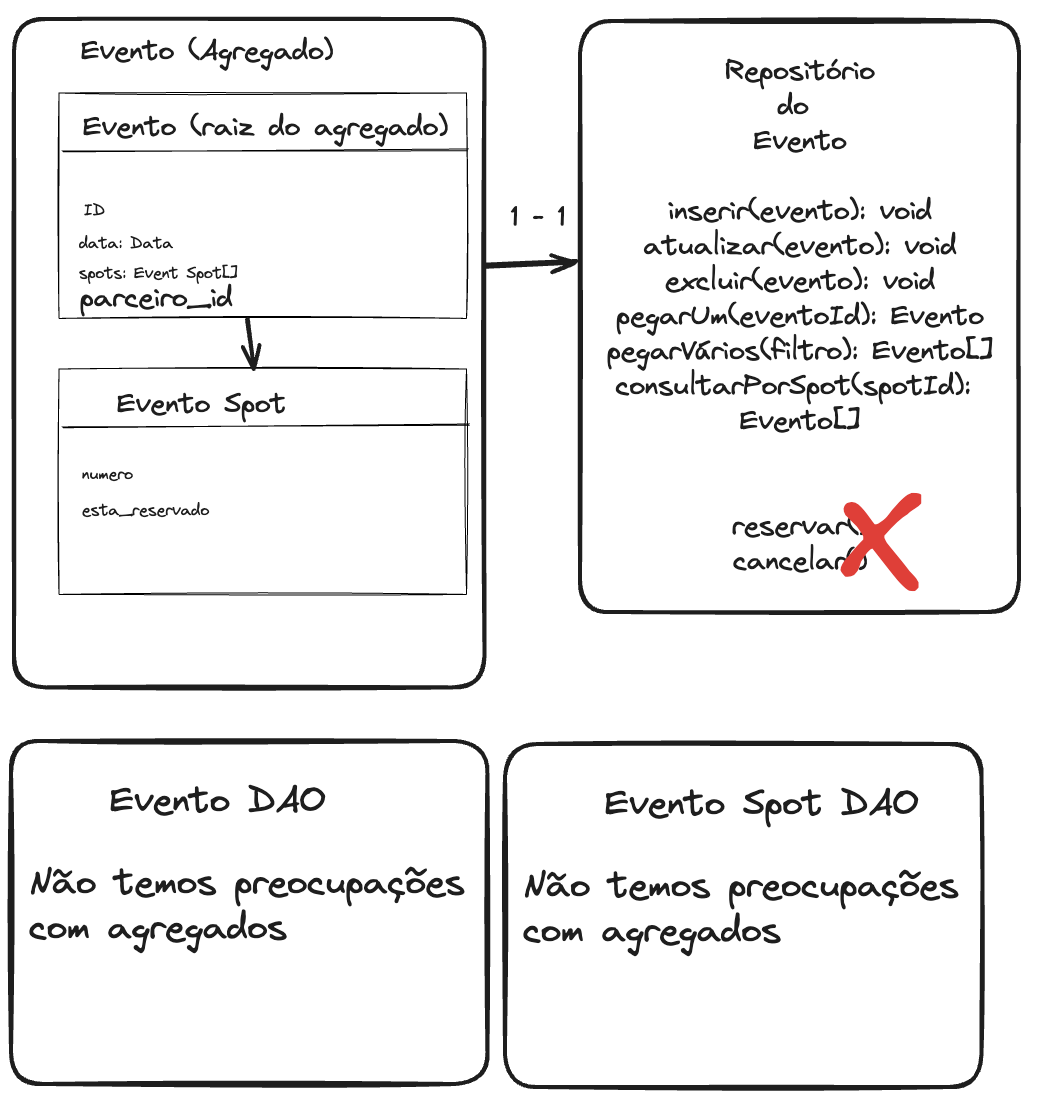 Evento (Agregado)
Evento (raiz do agregado)
ID
data: Data
spots: Event Spot[]
parceiro_id
Evento Spot
numero
esta_reservado
1 - 1
Repositório
do
Evento
inserir(evento): void
atualizar(evento): void
excluir(evento): void
pegarUm(eventoId): Evento
pegarVários(filtro): Evento[]
consultarPorSpot(spotId):
Evento[]
reservar()
cancelar()
Evento DAO
Não temos preocupações
com agregados
Evento Spot DAO
Não temos preocupações
com agregados